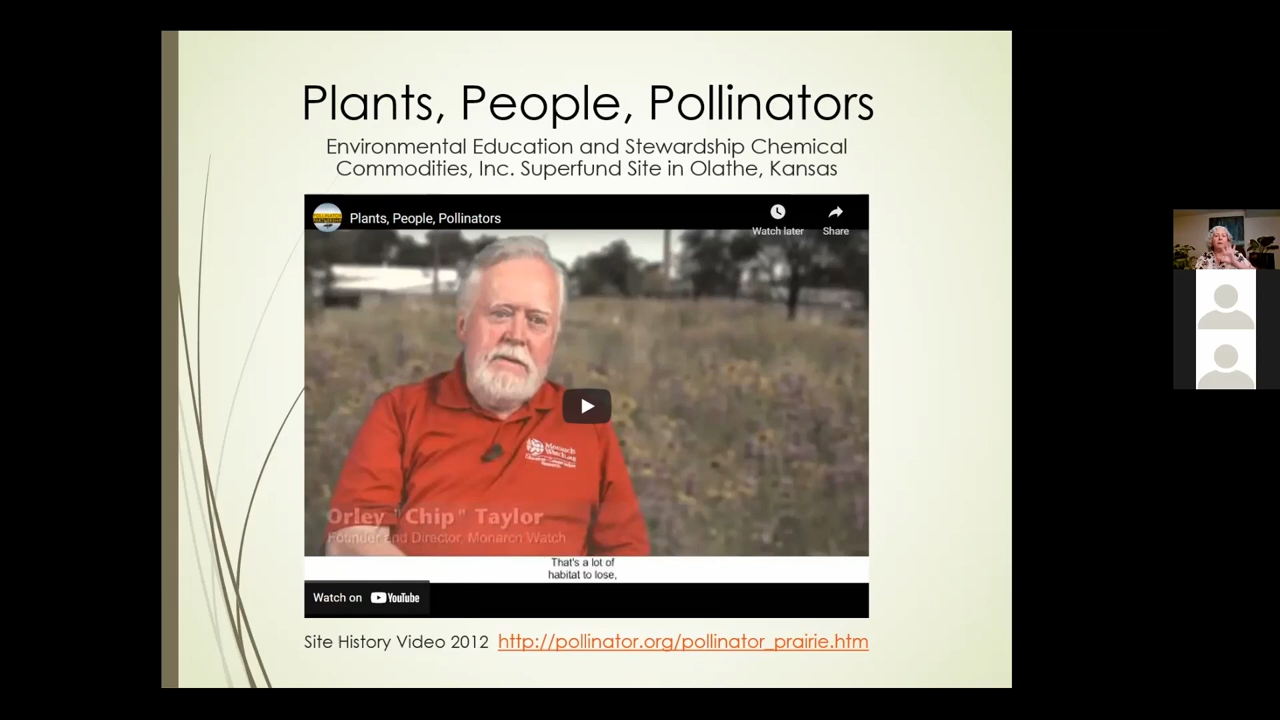 Plants, People, Pollinators
Environmental Education and Stewardship Chemical
Commodities, Inc. Superfund Site in Olathe, Kansas
Plants, People, Pollinators
Watch later
Share
Monarch
Orley "Chip" Taylor
Founder and Director, Monarch Watch
That's a lot of
habitat to lose,
Watch on YouTube
Site History Video 2012 http://pollinator.org/pollinator_prairie.htm